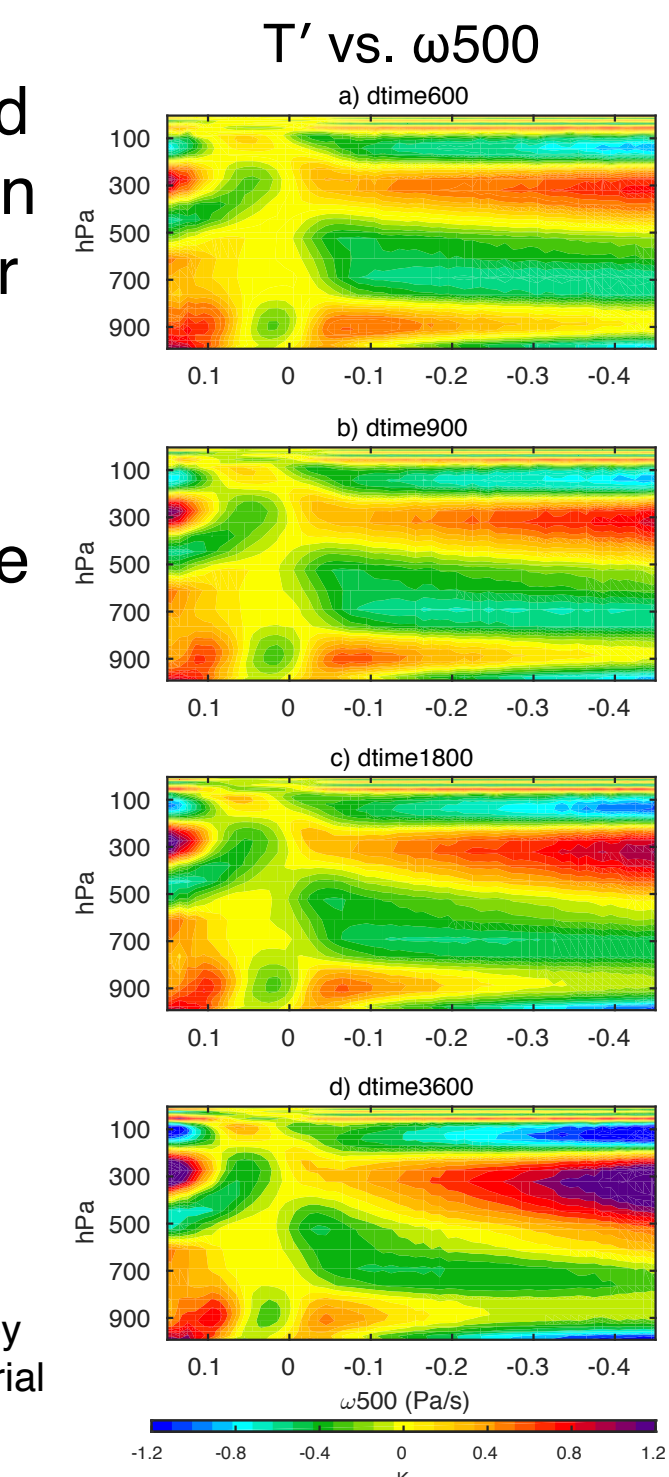 T′ vs. ω500
d
n
r
e
y
rial
a) dtime600
hPa
100
300
500
700
900
0.1 0 -0.1 -0.2 -0.3 -0.4
b) dtime900
hPa
100
300
500
700
900
0.1 0 -0.1 -0.2 -0.3 -0.4
c) dtime1800
hPa
100
300
500
700
900
0.1 0 -0.1 -0.2 -0.3 -0.4
d) dtime3600
hPa
100
300
500
700
900
0.1 0 -0.1 -0.2 -0.3 -0.4
ω500 (Pa/s)
-1.2 -0.8 -0.4 0 0.4 0.8 1.2